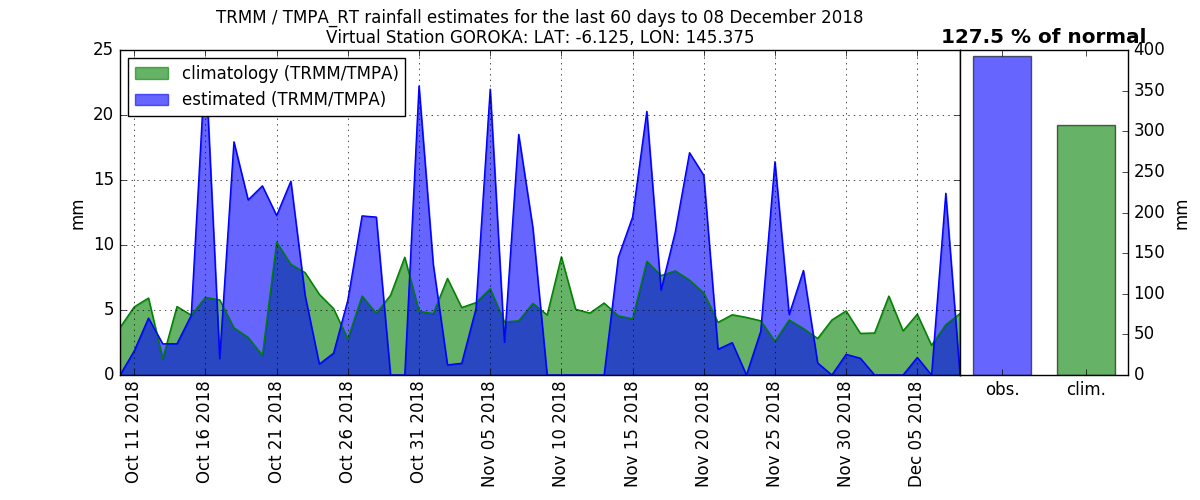 TRMM / TMPA_RT rainfall estimates for the last 60 days to 08 December 2018
Virtual Station GOROKA: LAT: -6.125, LON: 145.375
127.5 % of normal
climatology (TRMM/TMPA)
estimated (TRMM/TMPA)
25
20
15
10
5
0
mm
400
350
300
250
200
150
100
50
0
mm
Oct 11 2018
Oct 16 2018
Oct 21 2018
Oct 26 2018
Oct 31 2018
Nov 05 2018
Nov 10 2018
Nov 15 2018
Nov 20 2018
Nov 25 2018
Nov 30 2018
Dec 05 2018
obs.
clim.